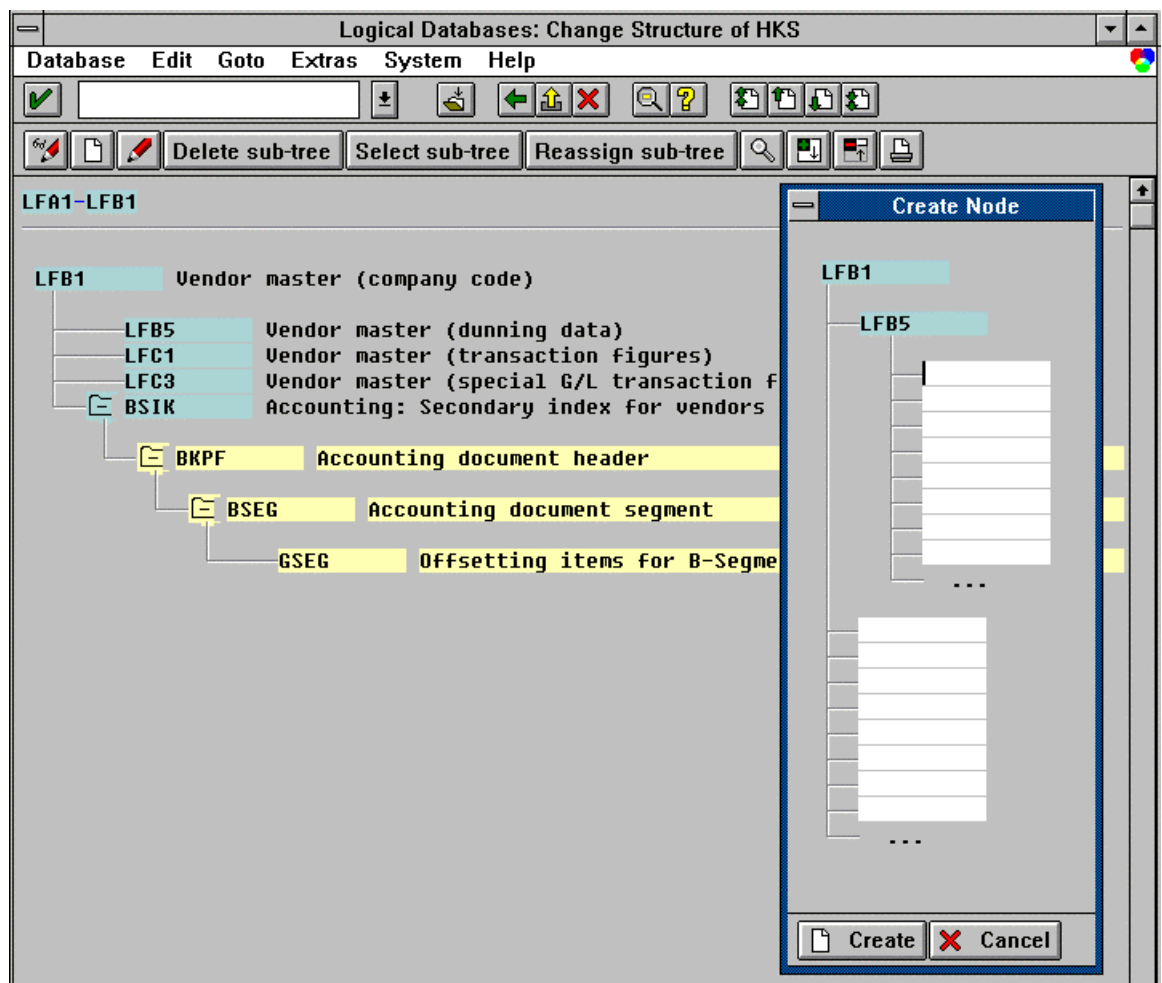 Logical Databases: Change Structure of HKS
Database Edit Goto Extras System Help
Delete sub-tree Select sub-tree Reassign sub-tree
LFA1-LFB1
LFB1 Vendor master (company code)
LFB5 Vendor master (dunning data)
LFC1 Vendor master (transaction figures)
LFC3 Vendor master (special G/L transaction f
BSIK Accounting: Secondary index for vendors
BKPF Accounting document header
BSEG Accounting document segment
GSEG Offsetting items for B-Segme
Create Node
LFB1
LFB5
...
...
Create Cancel